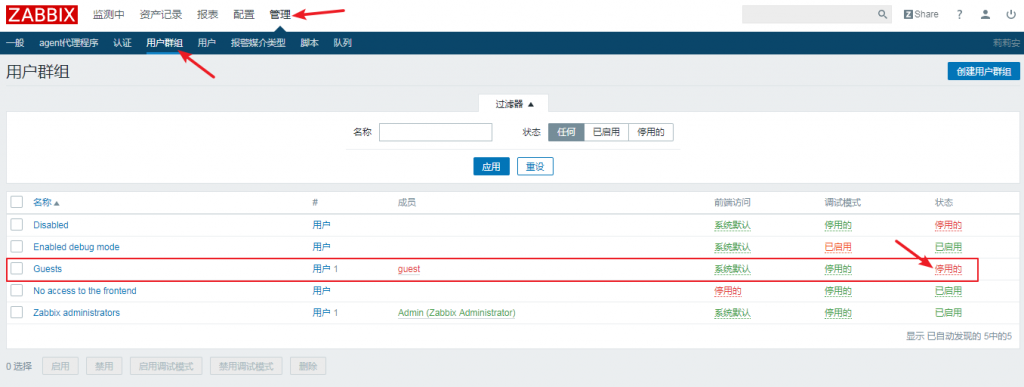 ZABBIX 监测中 资产记录 报表 配置 管理 Z Share ?
一般 agent代理程序 认证 用户群组 用户 报警媒介类型 脚本 队列 莉莉安
用户群组 创建用户群组
过滤器 ▲
名称 状态 任何 已启用 停用的
应用 重设
名称 ▲ # 成员 前端访问 调试模式 状态
Disabled 用户 系统默认 停用的 停用的
Enabled debug mode 用户 系统默认 已启用 已启用
Guests 用户 1 guest 系统默认 停用的 停用的
No access to the frontend 用户 停用的 停用的 已启用
Zabbix administrators 用户 1 Admin (Zabbix Administrator) 系统默认 停用的 已启用
显示 已自动发现的 5中的5
0 选择 启用 禁用 启用调试模式 禁用调试模式 删除